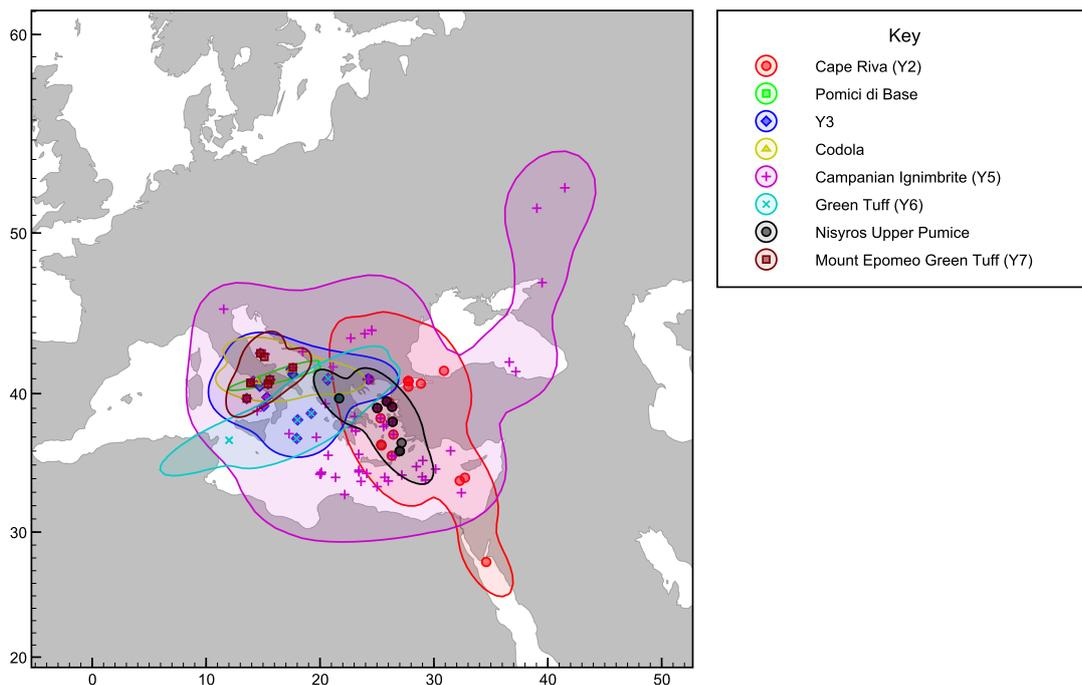 60
50
40
30
20
0
10
20
30
40
50
Key
Cape Riva (Y2)
Pomici di Base
Y3
Codola
Campanian Ignimbrite (Y5)
Green Tuff (Y6)
Nisyros Upper Pumice
Mount Epomeo Green Tuff (Y7)